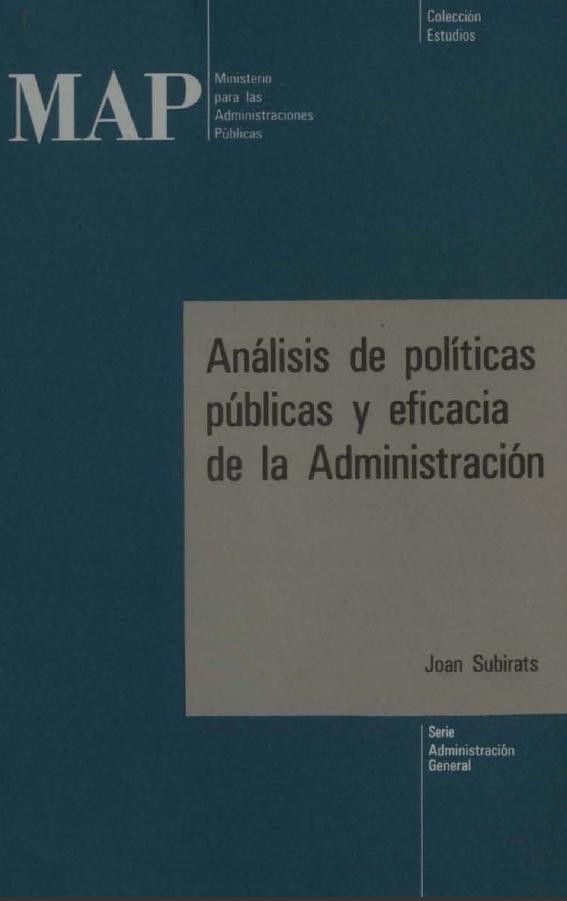 Colección
Estudios
MAP
Ministerio
para las
Administraciones
Públicas
Análisis de políticas
públicas y eficacia
de la Administración
Joan Subirats
Serie
Administración
General